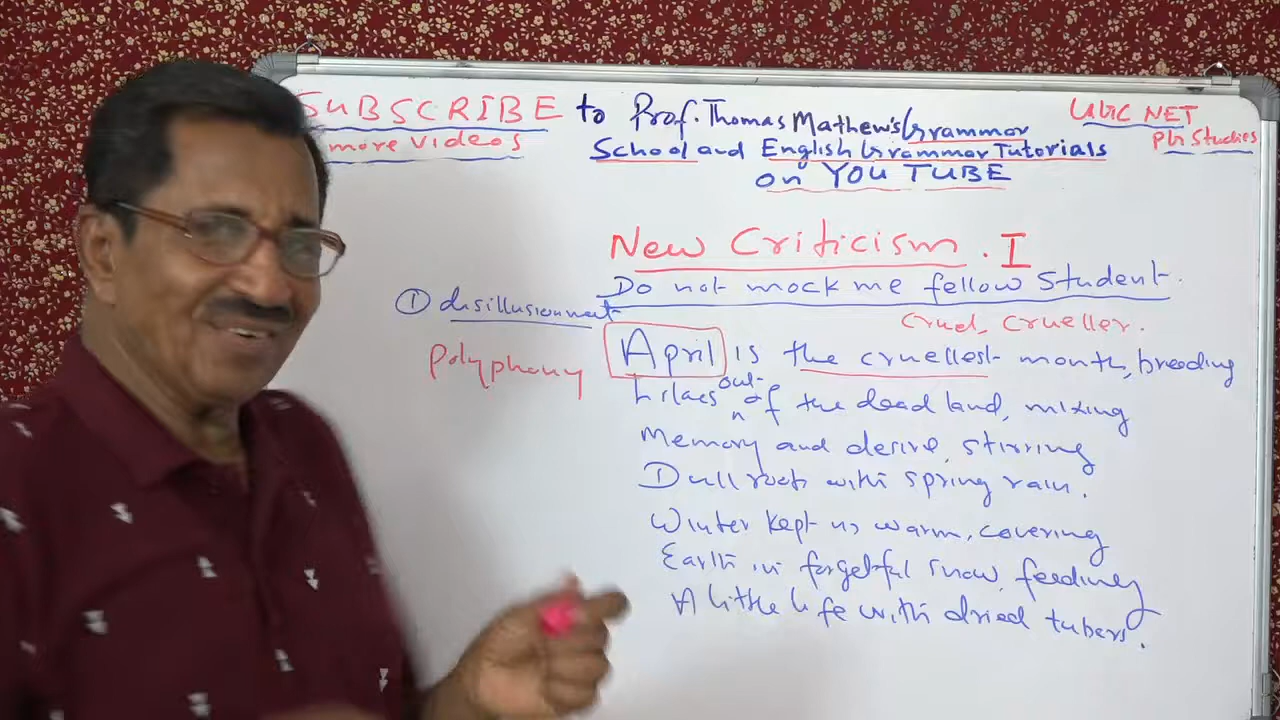 SUBSCRIBE to Prof. Thomas Mathew's Grammar
more videos School and English Grammar Tutorials
on YOU TUBE
UGC NET
PG Studies
New Criticism. I
Do not mock me fellow Student.
① disillusionment
Cruel, crueller.
polyphony
April is the cruellest month, breeding
Lilacs out of the dead land, mixing
Memory and desire, stirring
Dull roots with spring rain.
Winter kept us warm, covering
Earth in forgetful snow, feeding
A little life with dried tubers.